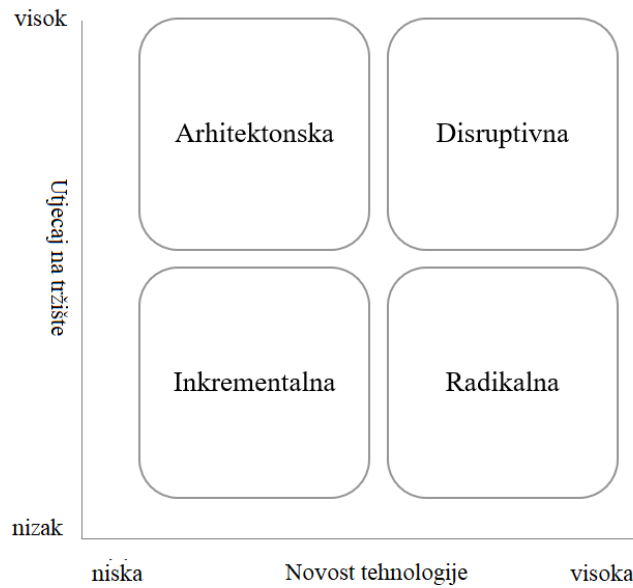 visok
Arhitektonska
Disruptivna
Utjecaj na tržište
Inkrementalna
Radikalna
nizak
niska
Novost tehnologije
visoka